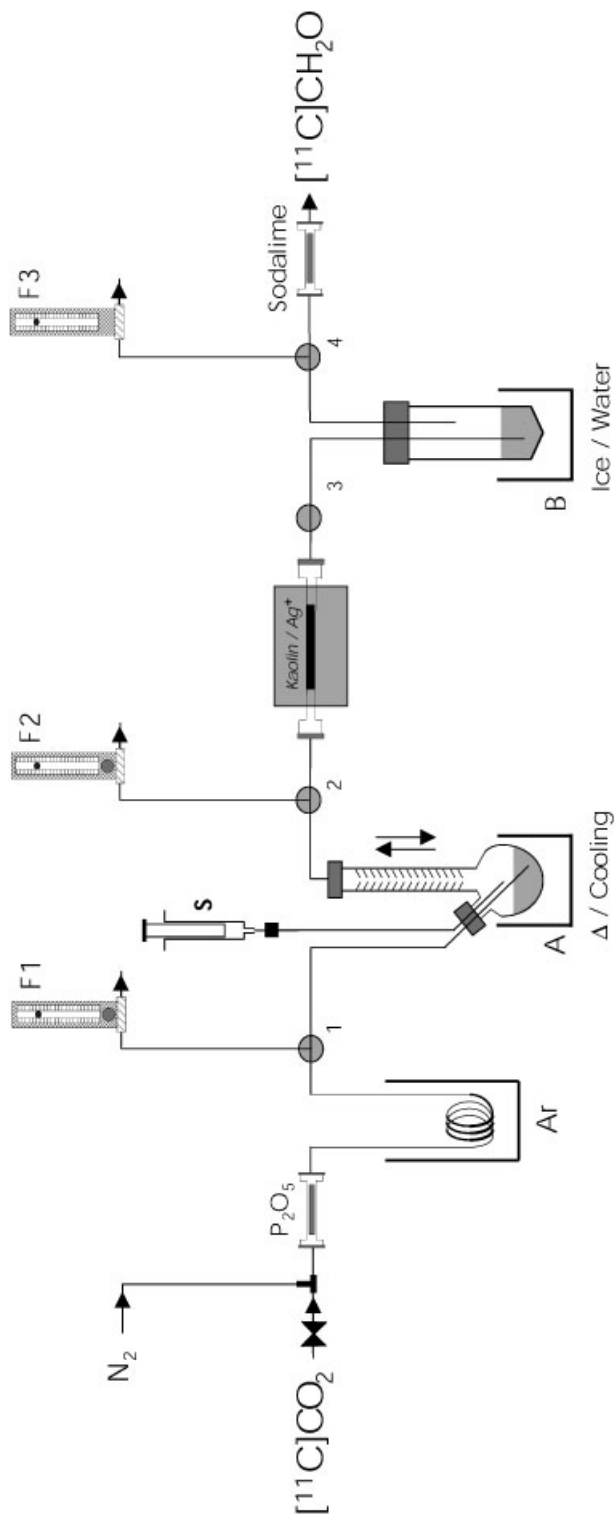 F1
F2
F3
N₂
S
[¹¹C]CO₂
P₂O₅
1
2
Kaolin / Ag⁺
3
4
Sodalime
[¹¹C]CH₂O
Ar
A
Δ / Cooling
B
Ice / Water